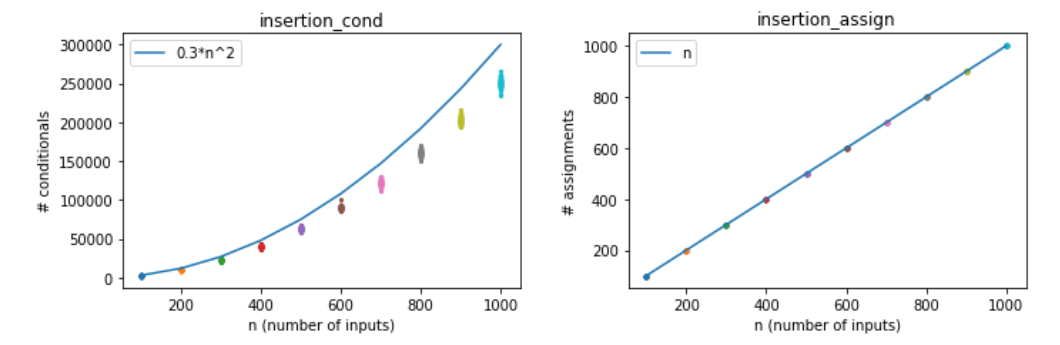 insertion_cond
0.3*n^2
300000
250000
200000
150000
100000
50000
0
# conditionals
200
400
600
800
1000
n (number of inputs)
insertion_assign
n
1000
800
600
400
200
# assignments
200
400
600
800
1000
n (number of inputs)